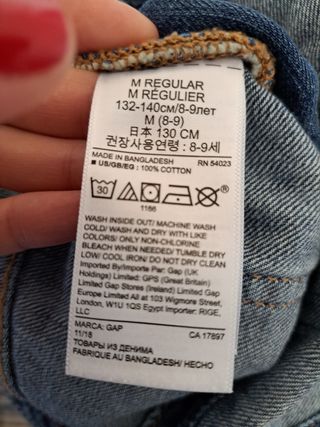 M REGULAR
M RÉGULIER
132-140см/8-9лет
M (8-9)
日本 130 CM
권장사용연령 : 8-9세
MADE IN BANGLADESH RN 54023
US/GB/EG : 100% COTTON
30
1166
WASH INSIDE OUT/ MACHINE WASH
COLD/ WASH AND DRY WITH LIKE
COLORS/ ONLY NON-CHLORINE
BLEACH WHEN NEEDED/ TUMBLE DRY
LOW/ COOL IRON/ DO NOT DRY CLEAN
Imported By/Importe Par: Gap (UK
Holdings) Limited: GPS (Great Britain)
Limited Gap Stores (Ireland) Limited Gap
Europe Limited All at 103 Wigmore Street,
London, W1U 1QS Egypt Importer: RIGE,
LLC
MARCA: GAP CA 17897
11/18
ТОВАРЫ ИЗ ДЕНИМА
FABRIQUE AU BANGLADESH/ HECHO